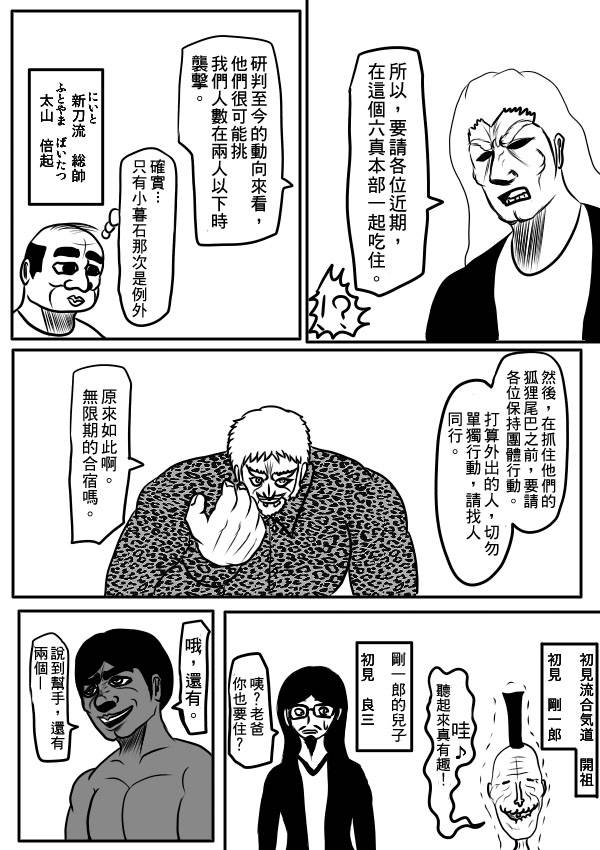 所以，要請各位近期，
在這個六真本部一起吃住。
！？
研判至今的動向來看，
他們很可能挑
我們人數在兩人以下時
襲擊。
確實…
只有小暮石那次是例外
にいと
新刀流　総帥
ふとやま　ばいたつ
太山　倍起
然後，在抓住他們的
狐狸尾巴之前，要請
各位保持團體行動。
打算外出的人，切勿
單獨行動，請找人
同行。
原來如此啊。
無限期的合宿嗎。
初見流合気道　開祖
初見　剛一郎
哇♪
聽起來真有趣！
剛一郎的兒子
初見　良三
咦？老爸
你也要住？
哦，還有。
說到幫手，還有
兩個ー